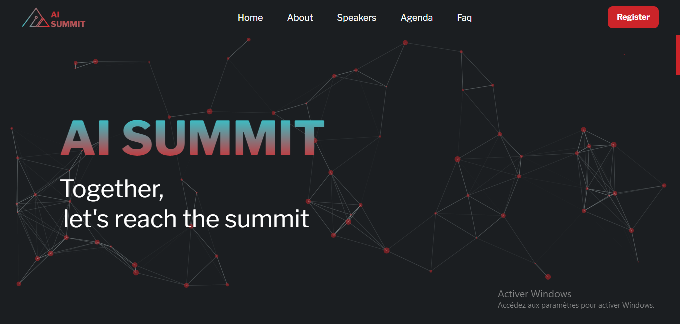 AI
SUMMIT
Home
About
Speakers
Agenda
Faq
Register
AI SUMMIT
Together,
let's reach the summit
Activer Windows
Accédez aux paramètres pour activer Windows.